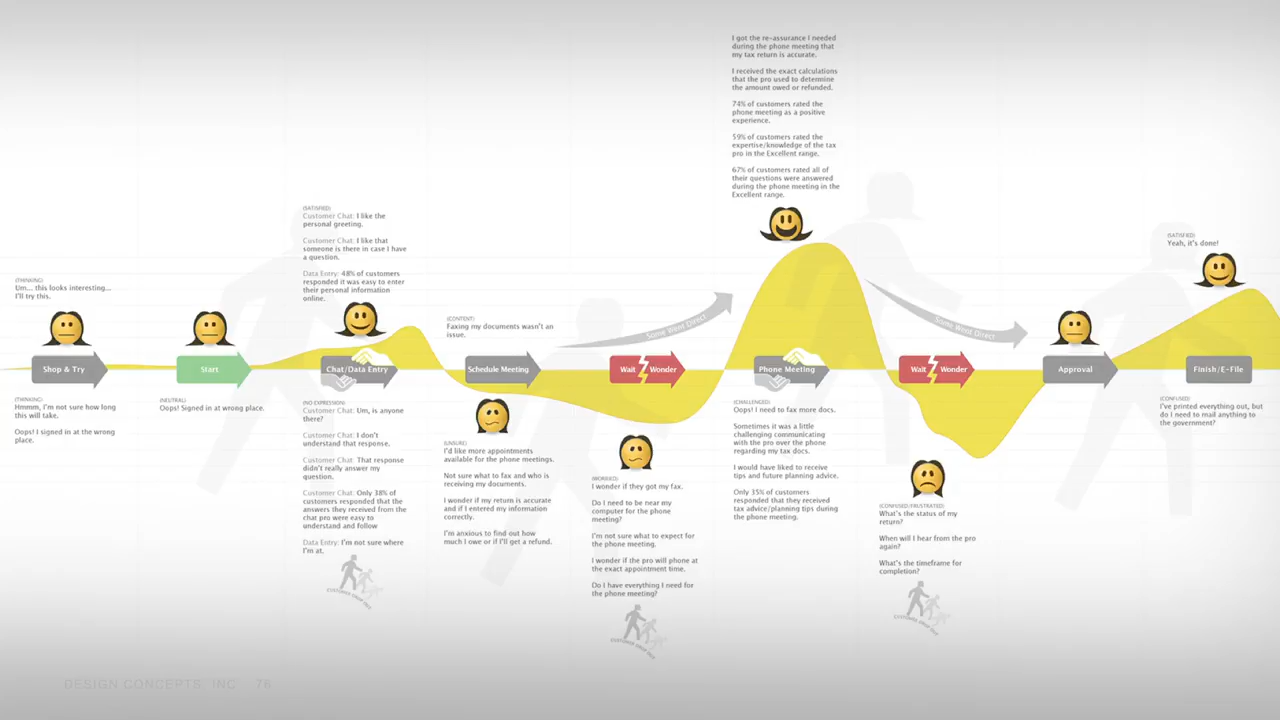 I got the re-assurance I needed
during the phone meeting that
my tax return is accurate.
I received the exact calculations
that the pro used to determine
the amount owed or refunded.
74% of customers rated the
phone meeting as a positive
experience.
59% of customers rated the
expertise/knowledge of the tax
pro in the Excellent range.
67% of customers rated all of
their questions were answered
during the phone meeting in the
Excellent range.
(SATISFIED)
Customer Chat: I like the
personal greeting.
Customer Chat: I like that
someone is there in case I have
a question.
Data Entry: 48% of customers
responded it was easy to enter
their personal information
online.
(SATISFIED)
Yeah, it's done!
(THINKING)
Um... this looks interesting...
I'll try this.
(CONTENT)
Faxing my documents wasn't an
issue.
Some Went Direct
Some Went Direct
Shop & Try
Start
Chat/Data Entry
Schedule Meeting
Wait Wonder
Phone Meeting
Wait Wonder
Approval
Finish/E-File
(THINKING)
Hmmm, I'm not sure how long
this will take.
Oops! I signed in at the wrong
place.
(NEUTRAL)
Oops! Signed in at wrong place.
(NO EXPRESSION)
Customer Chat: Um, is anyone
there?
Customer Chat: I don't
understand that response.
Customer Chat: That response
didn't really answer my
question.
Customer Chat: Only 38% of
customers responded that the
answers they received from the
chat pro were easy to
understand and follow
Data Entry: I'm not sure where
I'm at.
CUSTOMER DROP OUT
(UNSURE)
I'd like more appointments
available for the phone meetings.
Not sure what to fax and who is
receiving my documents.
I wonder if my return is accurate
and if I entered my information
correctly.
I'm anxious to find out how
much I owe or if I'll get a refund.
(WORRIED)
I wonder if they got my fax.
Do I need to be near my
computer for the phone
meeting?
I'm not sure what to expect for
the phone meeting.
I wonder if the pro will phone at
the exact appointment time.
Do I have everything I need for
the phone meeting?
CUSTOMER DROP OUT
(CHALLENGED)
Oops! I need to fax more docs.
Sometimes it was a little
challenging communicating
with the pro over the phone
regarding my tax docs.
I would have liked to receive
tips and future planning advice.
Only 35% of customers
responded that they received
tax advice/planning tips during
the phone meeting.
(CONFUSED/FRUSTRATED)
What's the status of my
return?
When will I hear from the pro
again?
What's the timeframe for
completion?
CUSTOMER DROP OUT
(CONFUSED)
I've printed everything out, but
do I need to mail anything to
the government?
DESIGN CONCEPTS, INC 78